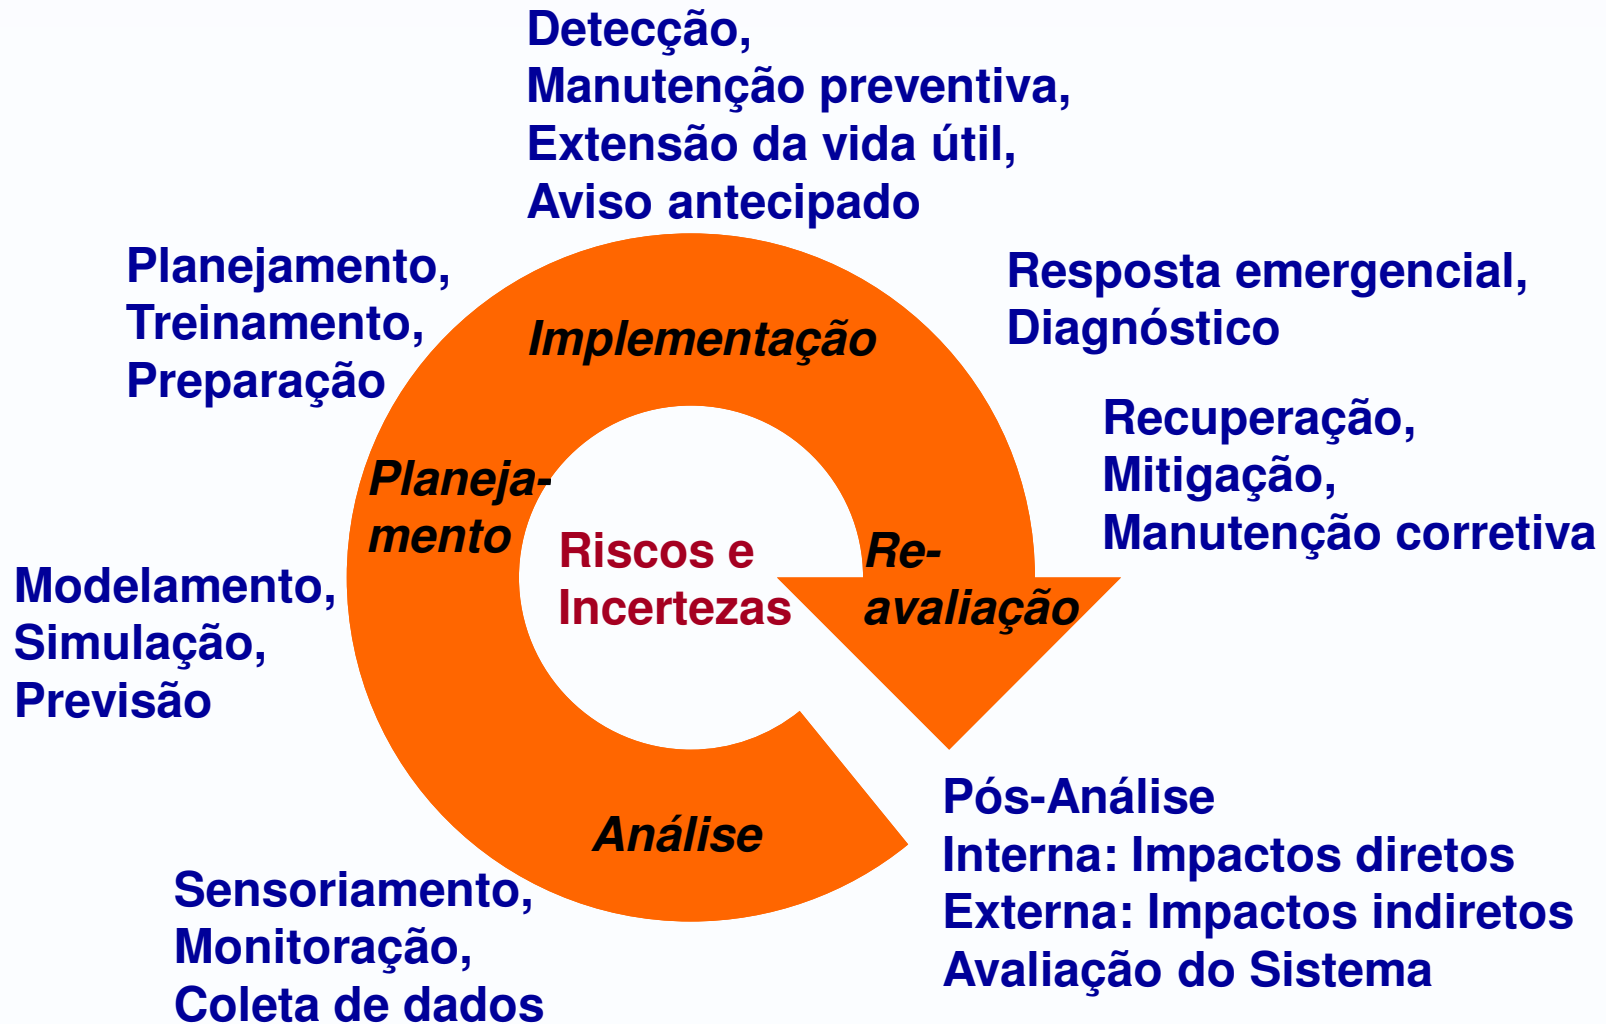 Detecção,
Manutenção preventiva,
Extensão da vida útil,
Aviso antecipado
Planejamento,
Treinamento,
Preparação
Resposta emergencial,
Diagnóstico
Implementação
Recuperação,
Mitigação,
Manutenção corretiva
Planeja-
mento
Riscos e
Incertezas
Re-
avaliação
Modelamento,
Simulação,
Previsão
Análise
Pós-Análise
Interna: Impactos diretos
Externa: Impactos indiretos
Avaliação do Sistema
Sensoriamento,
Monitoração,
Coleta de dados